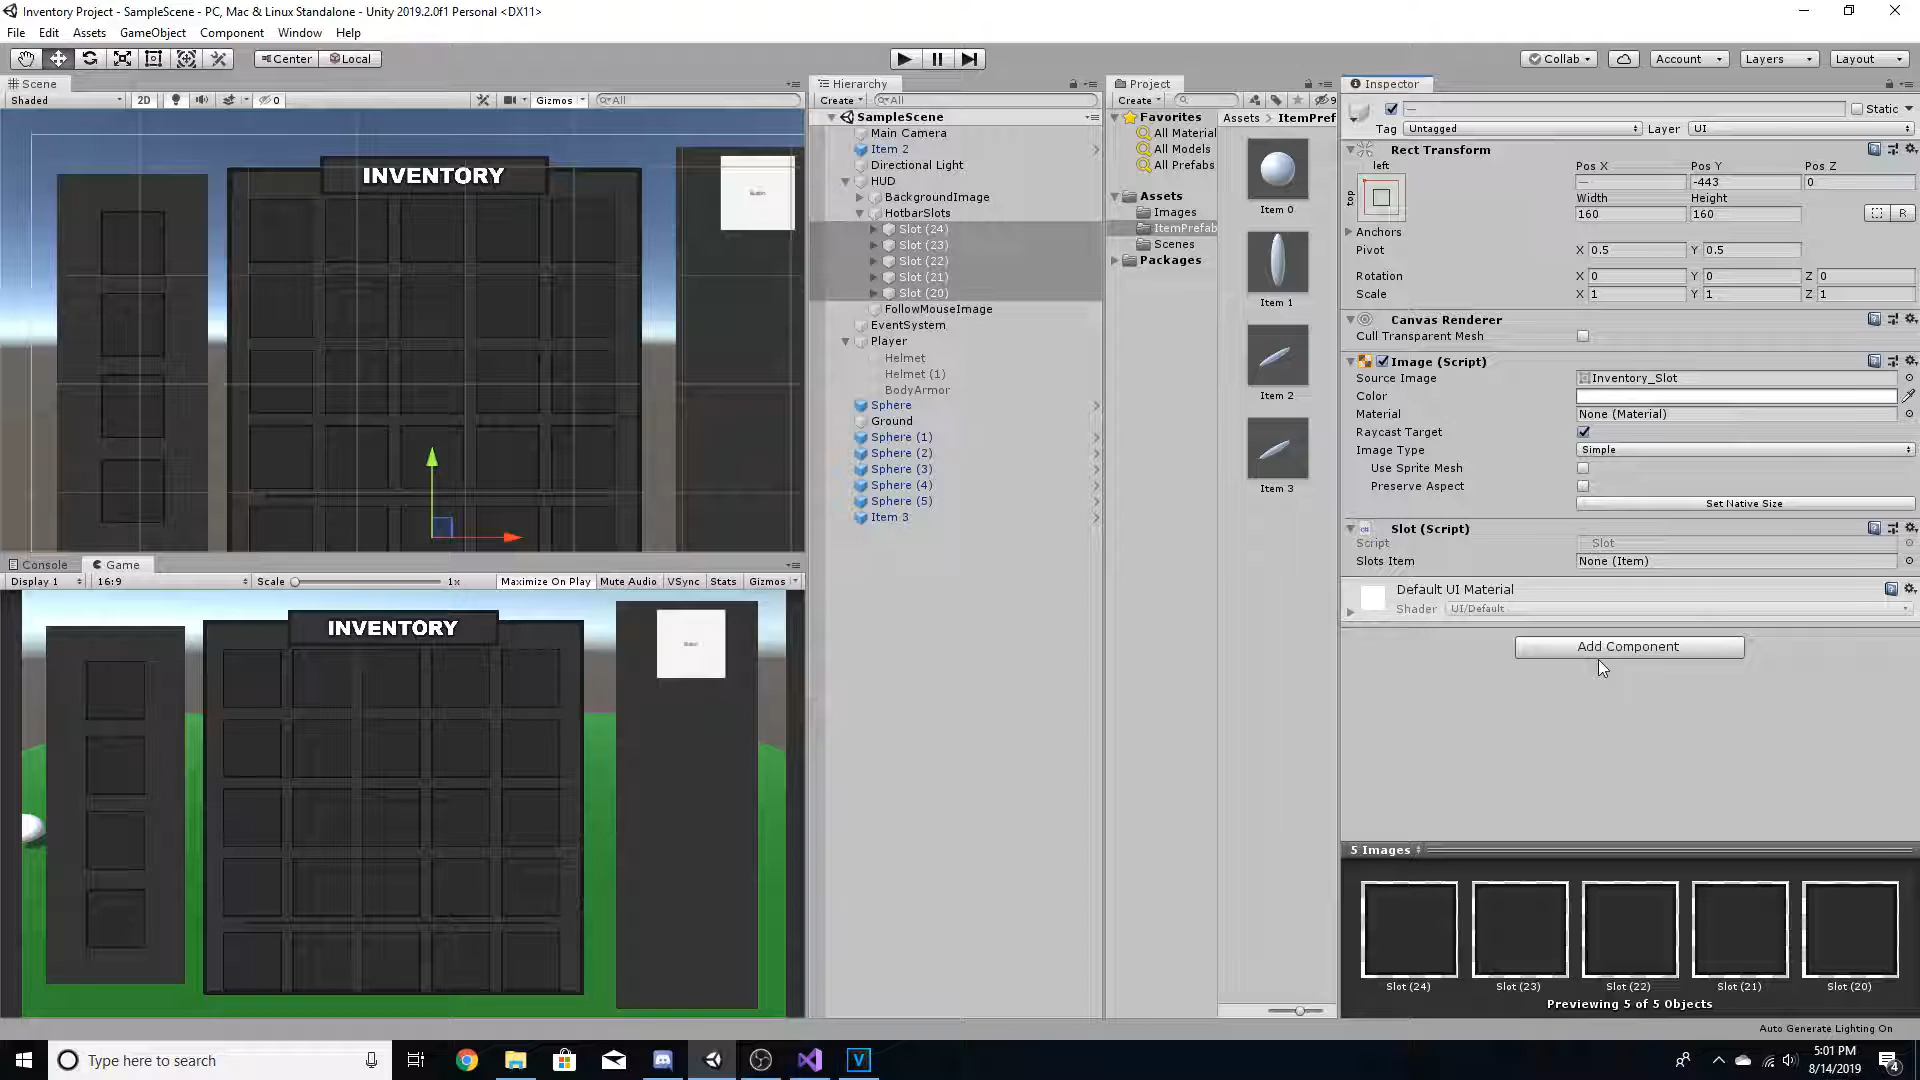 Inventory Project - SampleScene - PC, Mac & Linux Standalone - Unity 2019.2.0f1 Personal <DX11>
File Edit Assets GameObject Component Window Help
Center Local
Collab Account Layers Layout
Scene
Shaded 2D 0 Gizmos All
INVENTORY
Console Game
Display 1 16:9 Scale 1x Maximize On Play Mute Audio VSync Stats Gizmos
INVENTORY
Hierarchy
Create All
SampleScene
Main Camera
Item 2
Directional Light
HUD
BackgroundImage
HotbarSlots
Slot (24)
Slot (23)
Slot (22)
Slot (21)
Slot (20)
FollowMouseImage
EventSystem
Player
Helmet
Helmet (1)
BodyArmor
Sphere
Ground
Sphere (1)
Sphere (2)
Sphere (3)
Sphere (4)
Sphere (5)
Item 3
Project
Create 9
Favorites
All Material
All Models
All Prefabs
Assets
Images
ItemPrefab
Scenes
Packages
Assets > ItemPref
Item 0
Item 1
Item 2
Item 3
Inspector
— Static
Tag Untagged Layer UI
Rect Transform
left Pos X Pos Y Pos Z
top — -443 0
Width Height
160 160 R
Anchors
Pivot X 0.5 Y 0.5
Rotation X 0 Y 0 Z 0
Scale X 1 Y 1 Z 1
Canvas Renderer
Cull Transparent Mesh
Image (Script)
Source Image Inventory_Slot
Color
Material None (Material)
Raycast Target
Image Type Simple
Use Sprite Mesh
Preserve Aspect
Set Native Size
Slot (Script)
Script Slot
Slots Item None (Item)
Default UI Material
Shader UI/Default
Add Component
5 Images
Slot (24) Slot (23) Slot (22) Slot (21) Slot (20)
Previewing 5 of 5 Objects
Auto Generate Lighting On
Type here to search
V
5:01 PM
8/14/2019
4